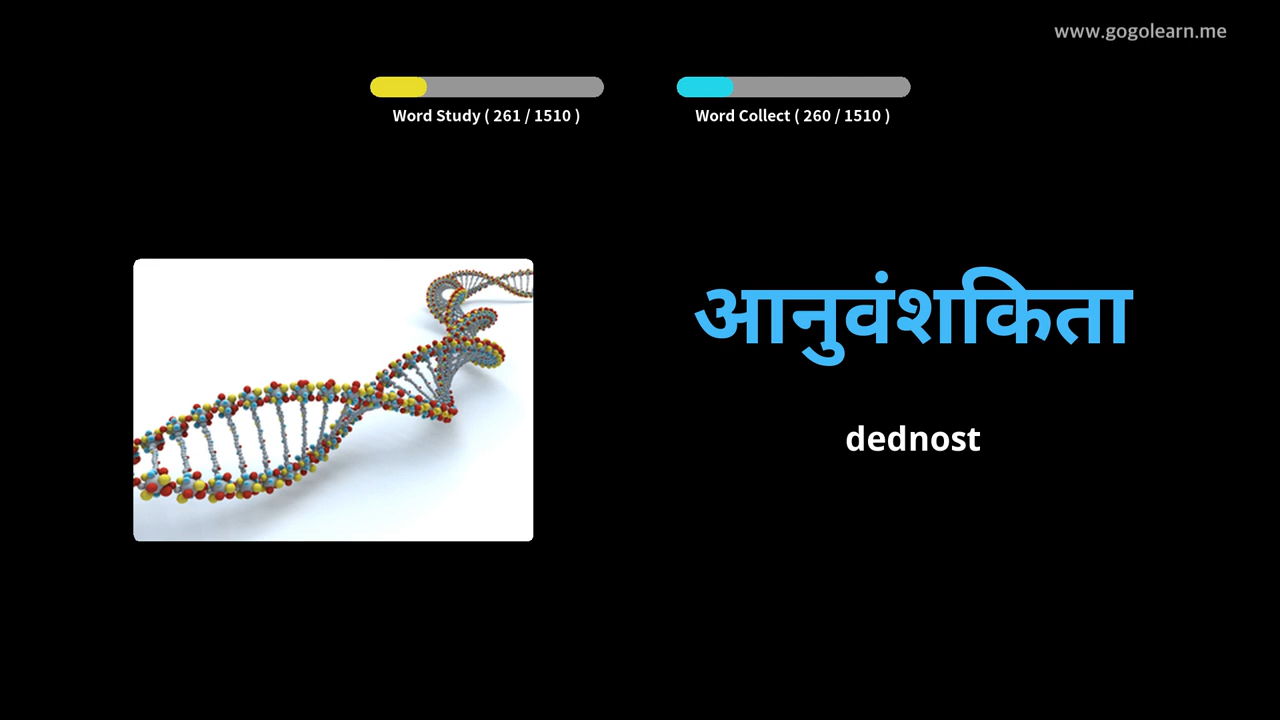 www.gogolearn.me
Word Study ( 261 / 1510 )
Word Collect ( 260 / 1510 )
आनुवंशकिता
dednost